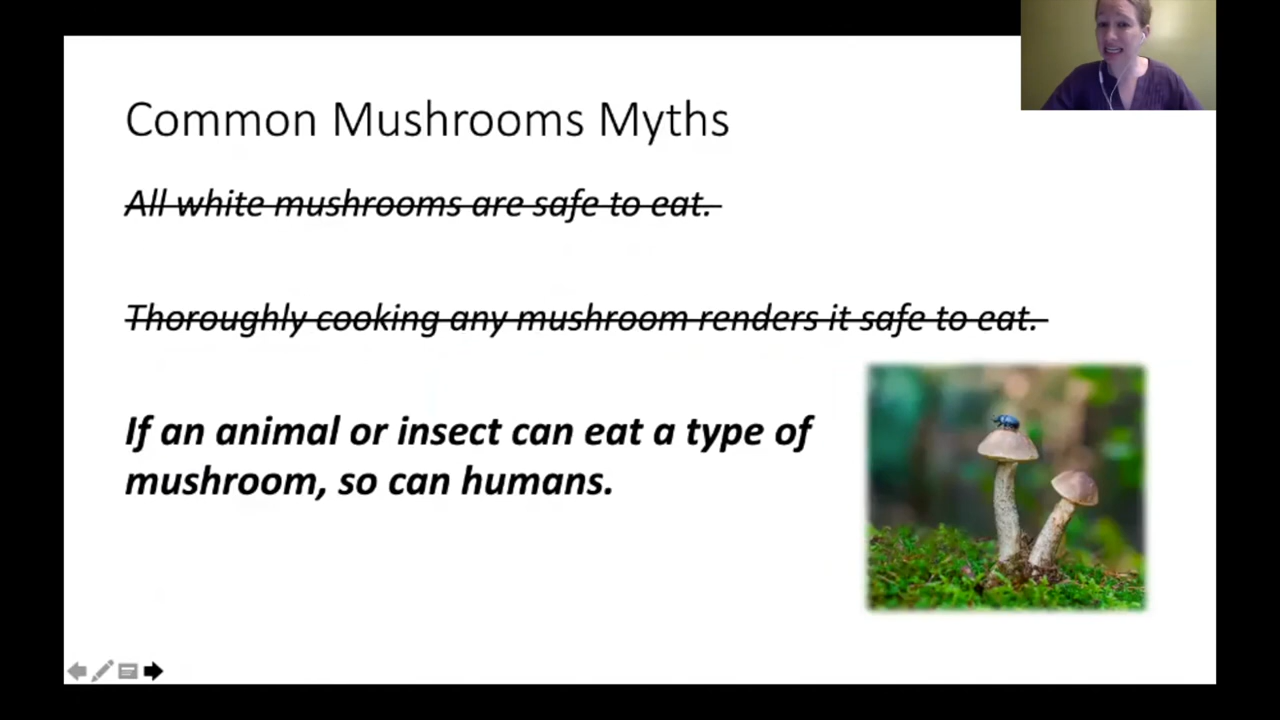 Common Mushrooms Myths
All white mushrooms are safe to eat.
Thoroughly cooking any mushroom renders it safe to eat.
If an animal or insect can eat a type of
mushroom, so can humans.